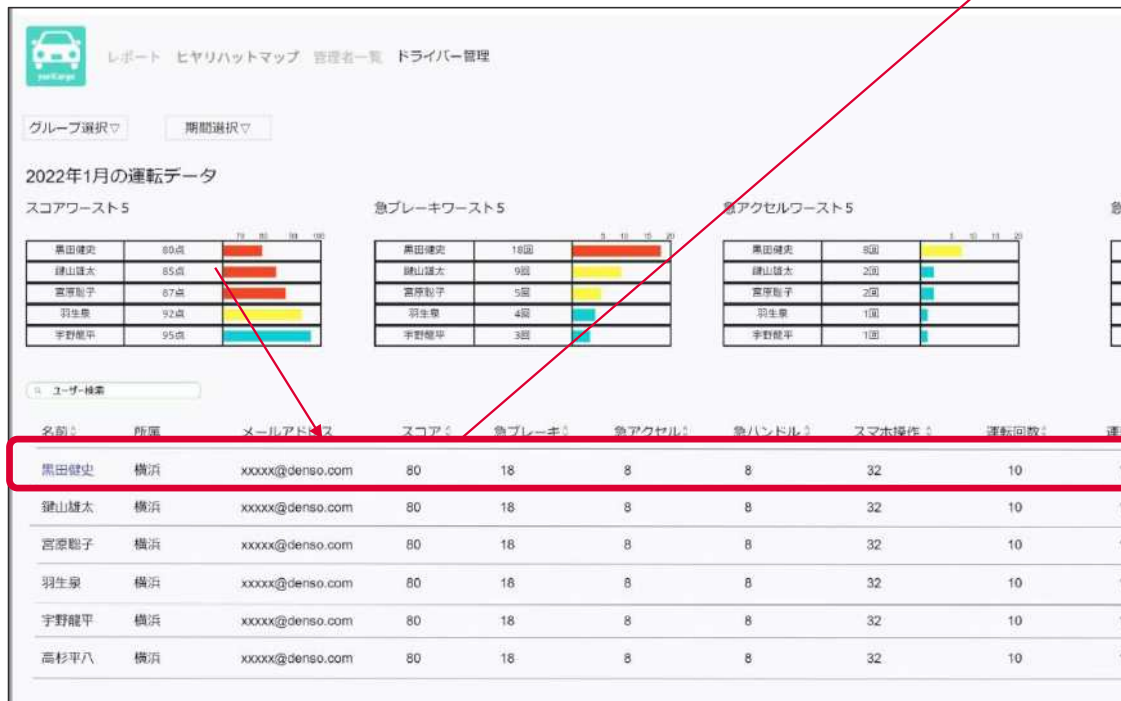 yuriCargo
レポート ヒヤリハットマップ 管理者一覧 ドライバー管理
グループ選択▽ 期間選択▽
2022年1月の運転データ
スコアワースト5 急ブレーキワースト5 急アクセルワースト5 急
70 80 90 100 5 10 15 20 5 10 15 20
黒田健史 80点 黒田健史 18回 黒田健史 8回
鍵山雄太 85点 鍵山雄太 9回 鍵山雄太 2回
宮原聡子 87点 宮原聡子 5回 宮原聡子 2回
羽生泉 92点 羽生泉 4回 羽生泉 1回
宇野龍平 95点 宇野龍平 3回 宇野龍平 1回
ユーザー検索
名前 所属 メールアドレス スコア 急ブレーキ 急アクセル 急ハンドル スマホ操作 運転回数 運
黒田健史 横浜 xxxxx@denso.com 80 18 8 8 32 10
鍵山雄太 横浜 xxxxx@denso.com 80 18 8 8 32 10
宮原聡子 横浜 xxxxx@denso.com 80 18 8 8 32 10
羽生泉 横浜 xxxxx@denso.com 80 18 8 8 32 10
宇野龍平 横浜 xxxxx@denso.com 80 18 8 8 32 10
高杉平八 横浜 xxxxx@denso.com 80 18 8 8 32 10